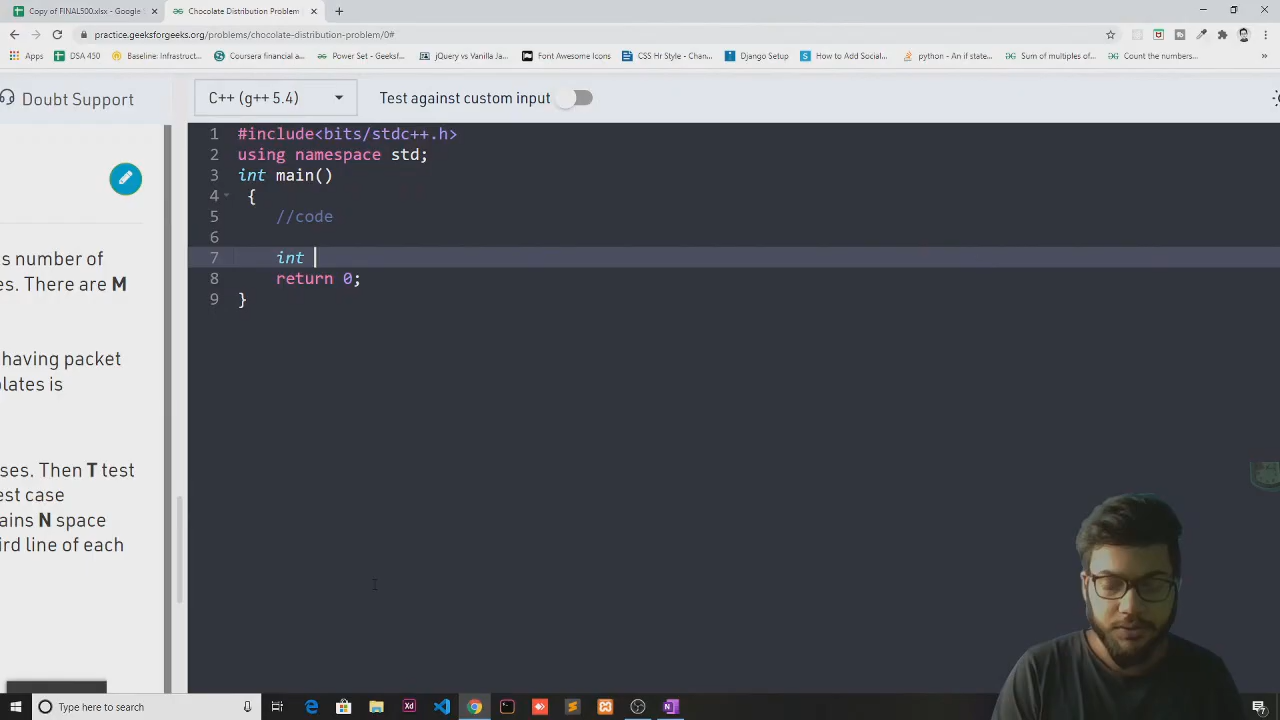 Copy of FINAL500.xlsx - Google
Chocolate Distribution Problem
practice.geeksforgeeks.org/problems/chocolate-distribution-problem/0#
Apps DSA 450 Baseline: Infrastruct... Coursera financial a... Power Set - Geeksf... jQuery vs Vanilla Ja... Font Awesome Icons CSS Hr Style - Chan... Django Setup How to Add Social... python - An if state... Sum of multiples of... Count the numbers...
Doubt Support
C++ (g++ 5.4)
Test against custom input
1 #include<bits/stdc++.h>
2 using namespace std;
3 int main()
4 {
5 //code
6
7 int
8 return 0;
9 }
s number of
es. There are M
having packet
plates is
ses. Then T test
est case
ains N space
ird line of each
Type here to search